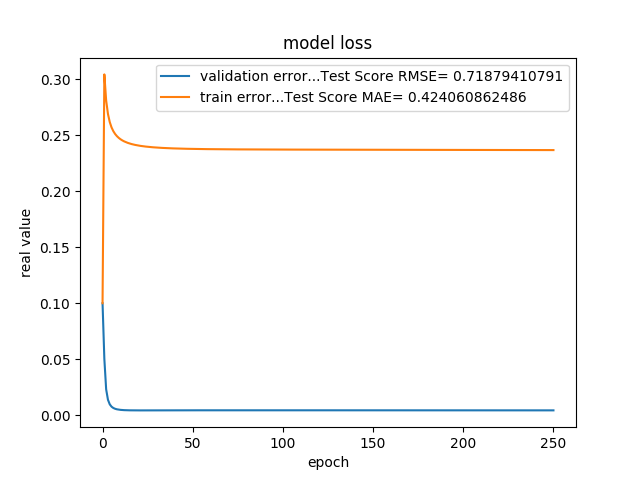 model loss
validation error...Test Score RMSE= 0.71879410791
train error...Test Score MAE= 0.424060862486
real value
0.30
0.25
0.20
0.15
0.10
0.05
0.00
0 50 100 150 200 250
epoch